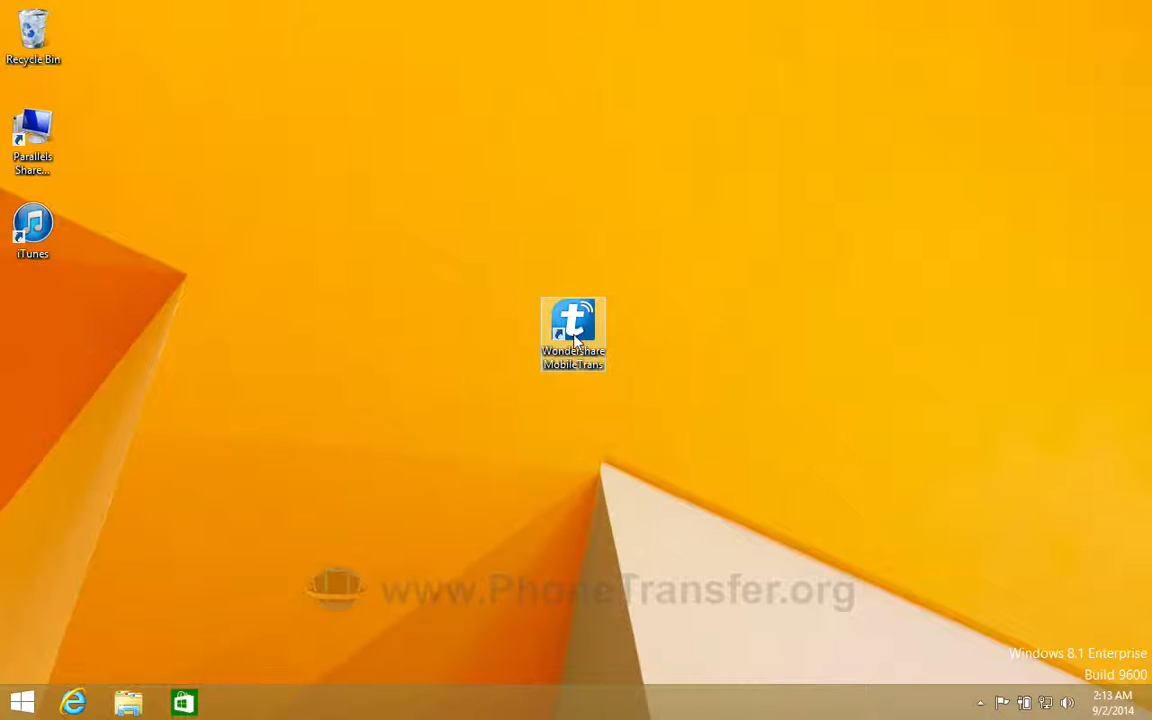 Recycle Bin
Parallels
Share...
iTunes
t
Wondershare
MobileTrans
www.PhoneTransfer.org
Windows 8.1 Enterprise
Build 9600
2:13 AM
9/2/2014